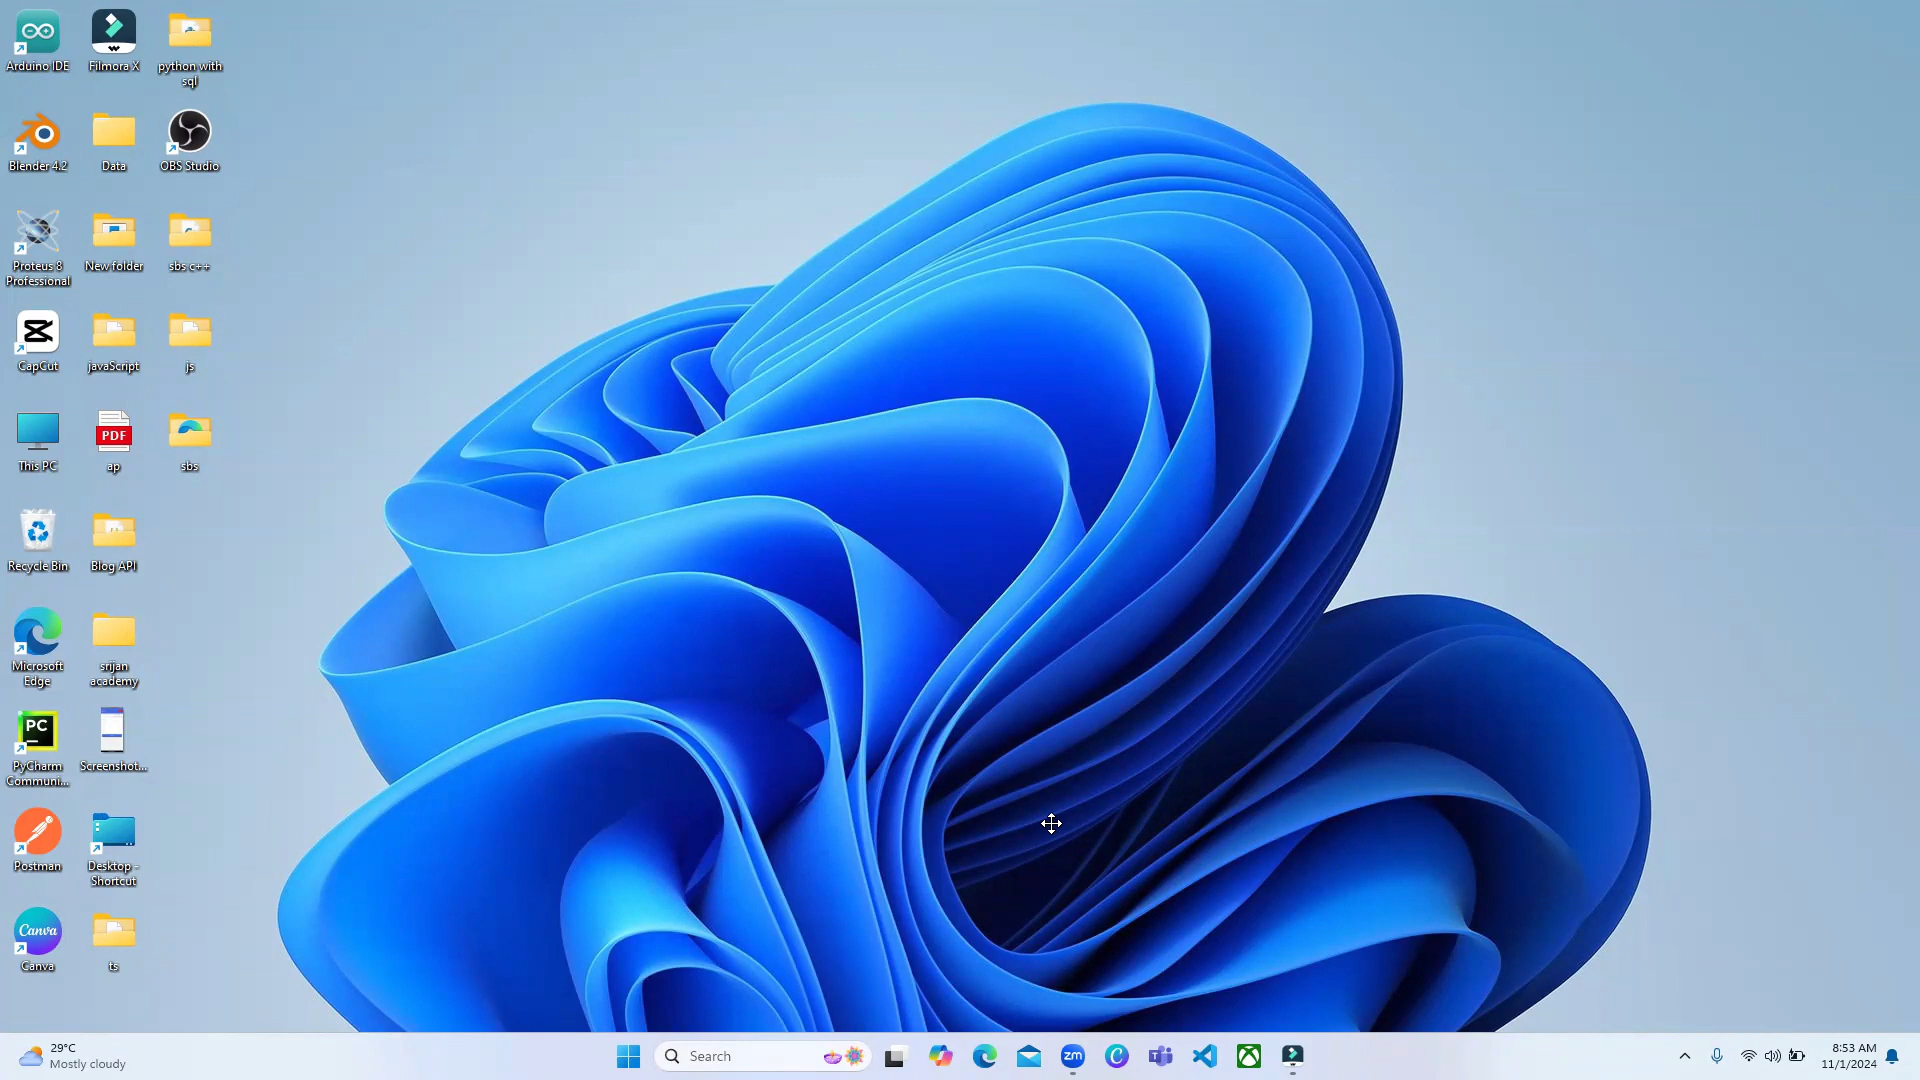 Arduino IDE
Filmora X
python with
sql
Blender 4.2
Data
OBS Studio
Proteus 8
Professional
New folder
sbs c++
CapCut
javaScript
js
This PC
PDF
ap
sbs
Recycle Bin
Blog API
Microsoft
Edge
srijan
academy
PC
PyCharm
Communi...
Screenshot...
Postman
Desktop -
Shortcut
Canva
Canva
ts
29°C
Mostly cloudy
Search
zm
8:53 AM
11/1/2024